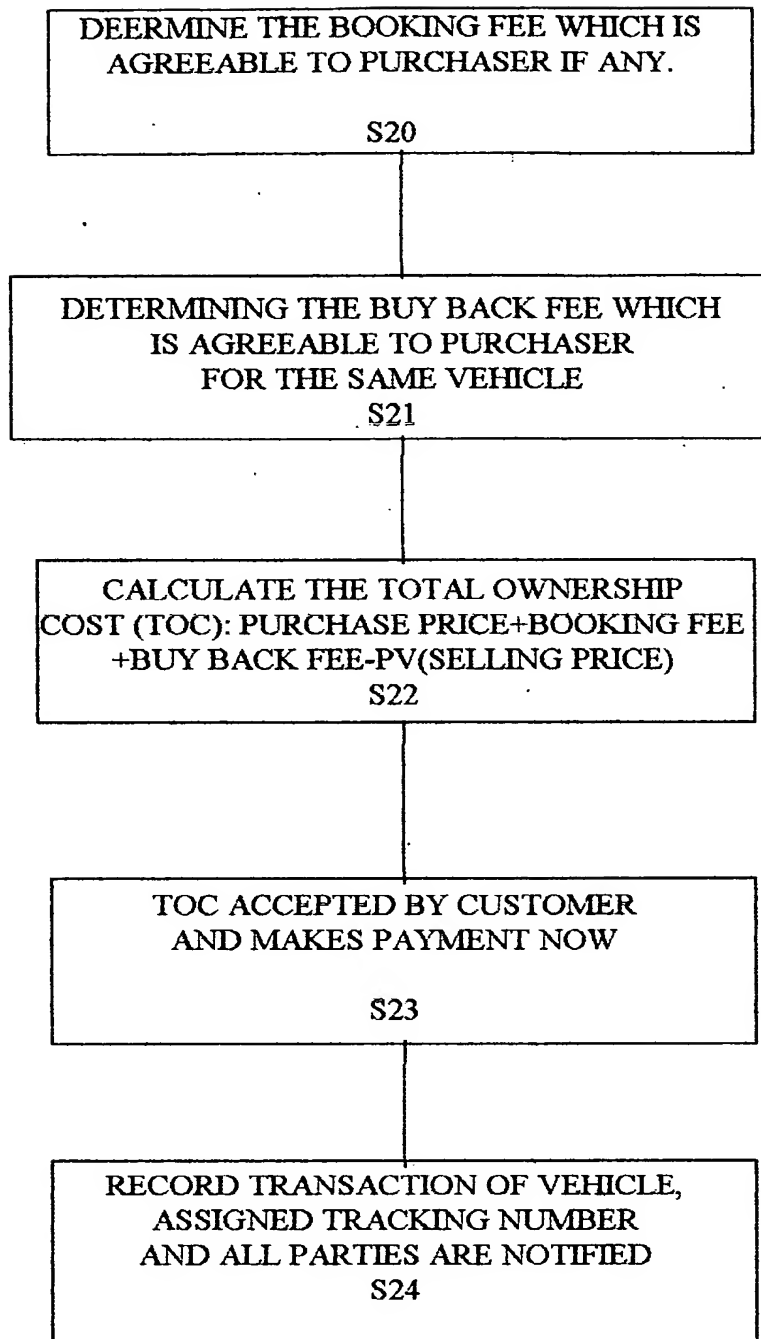 DEERMINE THE BOOKING FEE WHICH IS
AGREEABLE TO PURCHASER IF ANY.
S20
DETERMINING THE BUY BACK FEE WHICH
IS AGREEABLE TO PURCHASER
FOR THE SAME VEHICLE
S21
CALCULATE THE TOTAL OWNERSHIP
COST (TOC): PURCHASE PRICE+BOOKING FEE
+BUY BACK FEE-PV(SELLING PRICE)
S22
TOC ACCEPTED BY CUSTOMER
AND MAKES PAYMENT NOW
S23
RECORD TRANSACTION OF VEHICLE,
ASSIGNED TRACKING NUMBER
AND ALL PARTIES ARE NOTIFIED
S24